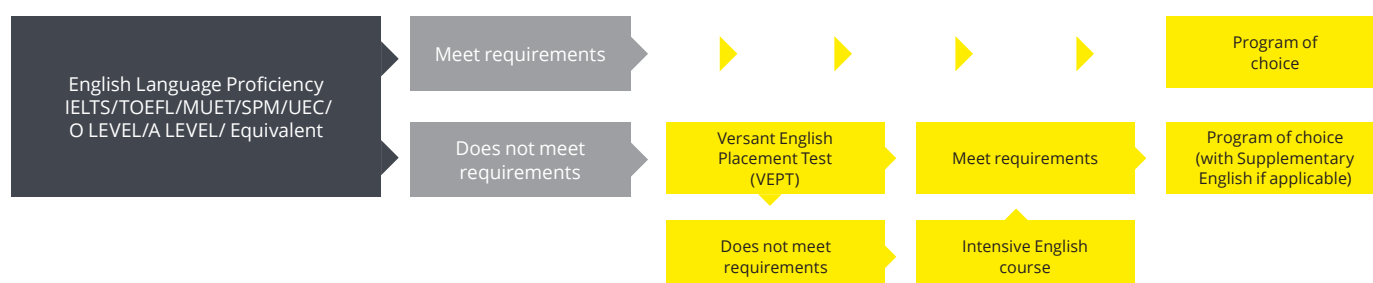 English Language Proficiency
IELTS/TOEFL/MUET/SPM/UEC/
O LEVEL/A LEVEL/ Equivalent
Meet requirements
Program of
choice
Does not meet
requirements
Versant English
Placement Test
(VEPT)
Meet requirements
Program of choice
(with Supplementary
English if applicable)
Does not meet
requirements
Intensive English
course